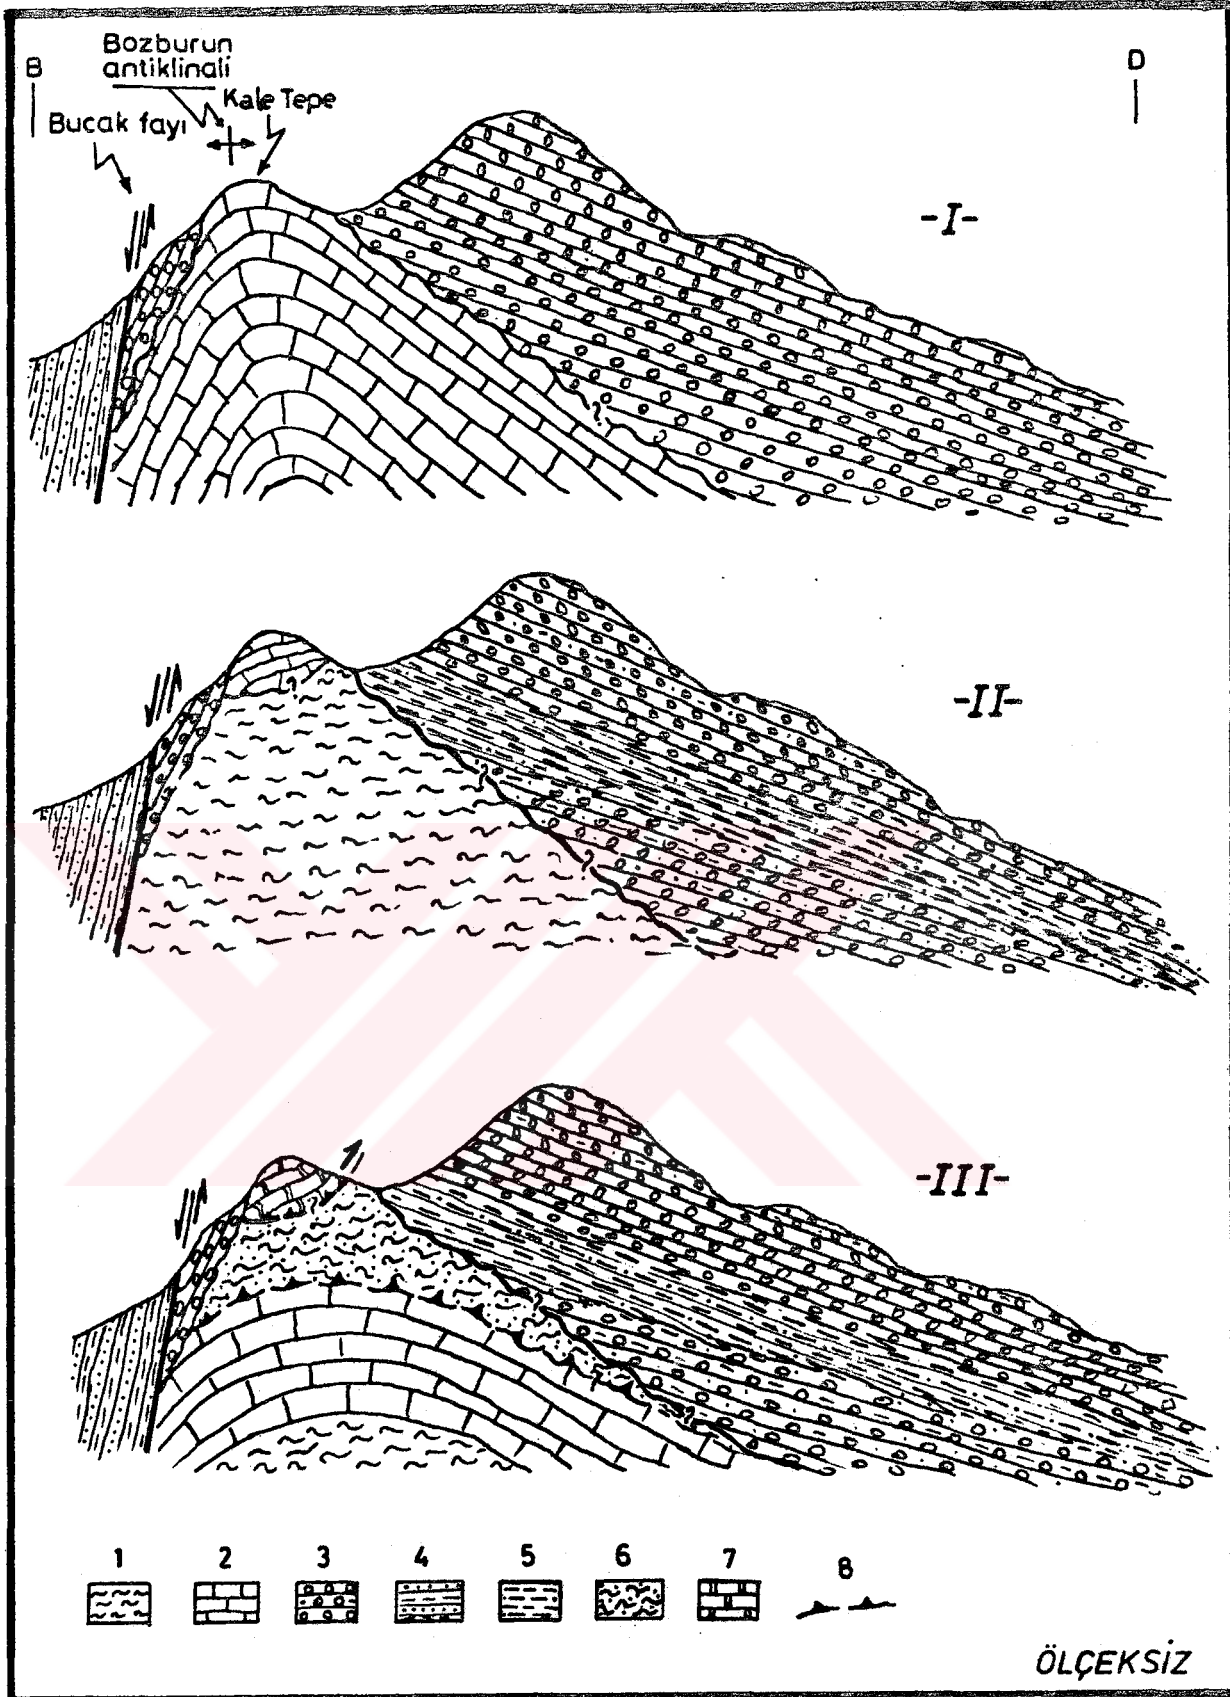 Bozburun
antiklinali
B
D
Kale Tepe
Bucak fayı
-I-
-II-
-III-
1 2 3 4 5 6 7 8
ÖLÇEKSİZ